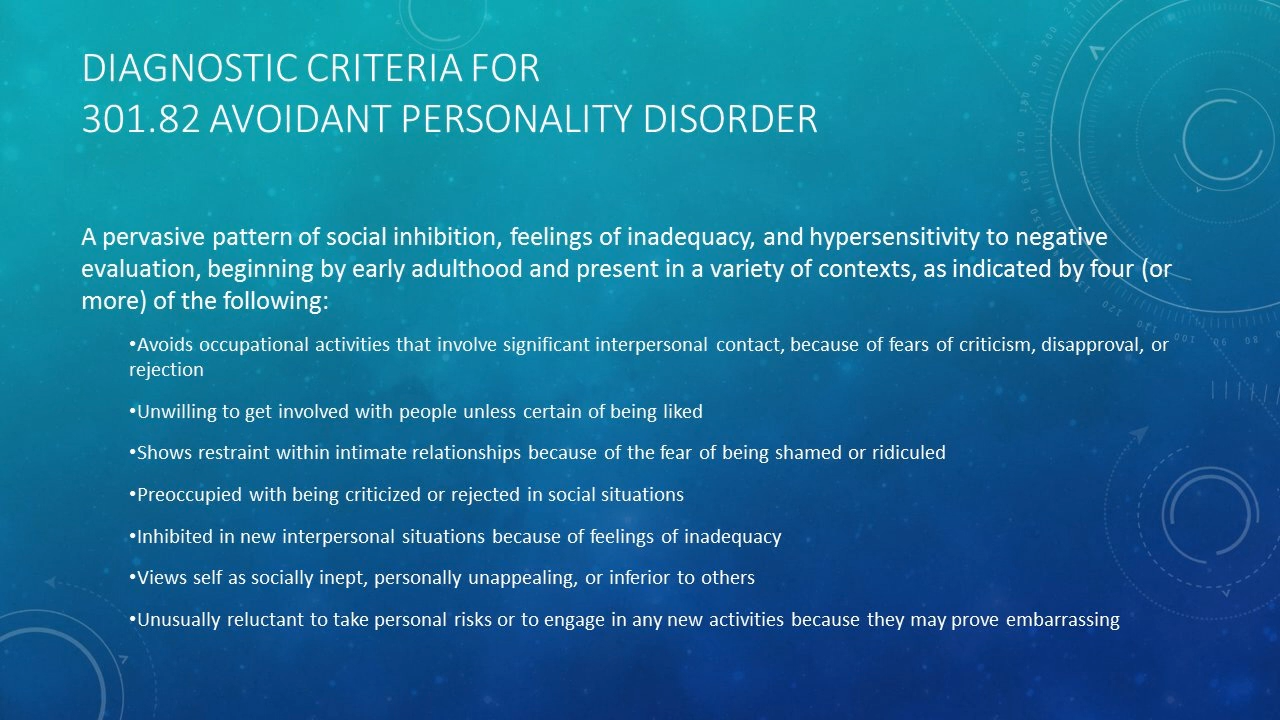 DIAGNOSTIC CRITERIA FOR
301.82 AVOIDANT PERSONALITY DISORDER
A pervasive pattern of social inhibition, feelings of inadequacy, and hypersensitivity to negative
evaluation, beginning by early adulthood and present in a variety of contexts, as indicated by four (or
more) of the following:
•Avoids occupational activities that involve significant interpersonal contact, because of fears of criticism, disapproval, or
rejection
•Unwilling to get involved with people unless certain of being liked
•Shows restraint within intimate relationships because of the fear of being shamed or ridiculed
•Preoccupied with being criticized or rejected in social situations
•Inhibited in new interpersonal situations because of feelings of inadequacy
•Views self as socially inept, personally unappealing, or inferior to others
•Unusually reluctant to take personal risks or to engage in any new activities because they may prove embarrassing